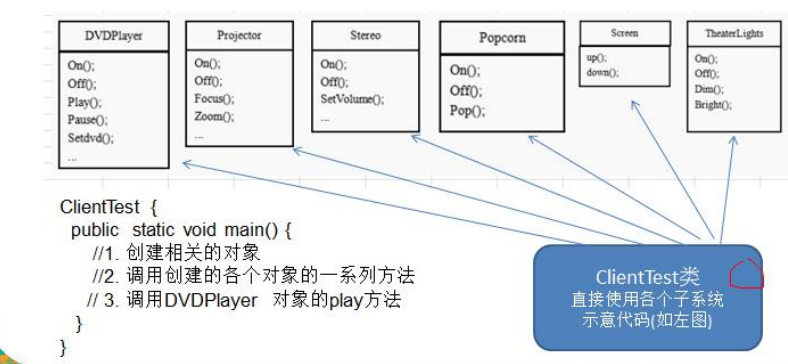 DVDPlayer
On();
Off();
Play();
Pause();
Setdvd();
...
Projector
On();
Off();
Focus();
Zoom();
...
Stereo
On();
Off();
SetVolume();
...
Popcorn
On();
Off();
Pop();
Screen
up();
down();
TheaterLights
On();
Off();
Dim();
Bright();
ClientTest {
public static void main() {
//1. 创建相关的对象
//2. 调用创建的各个对象的一系列方法
// 3. 调用DVDPlayer 对象的play方法
}
}
ClientTest类
直接使用各个子系统
示意代码(如左图)